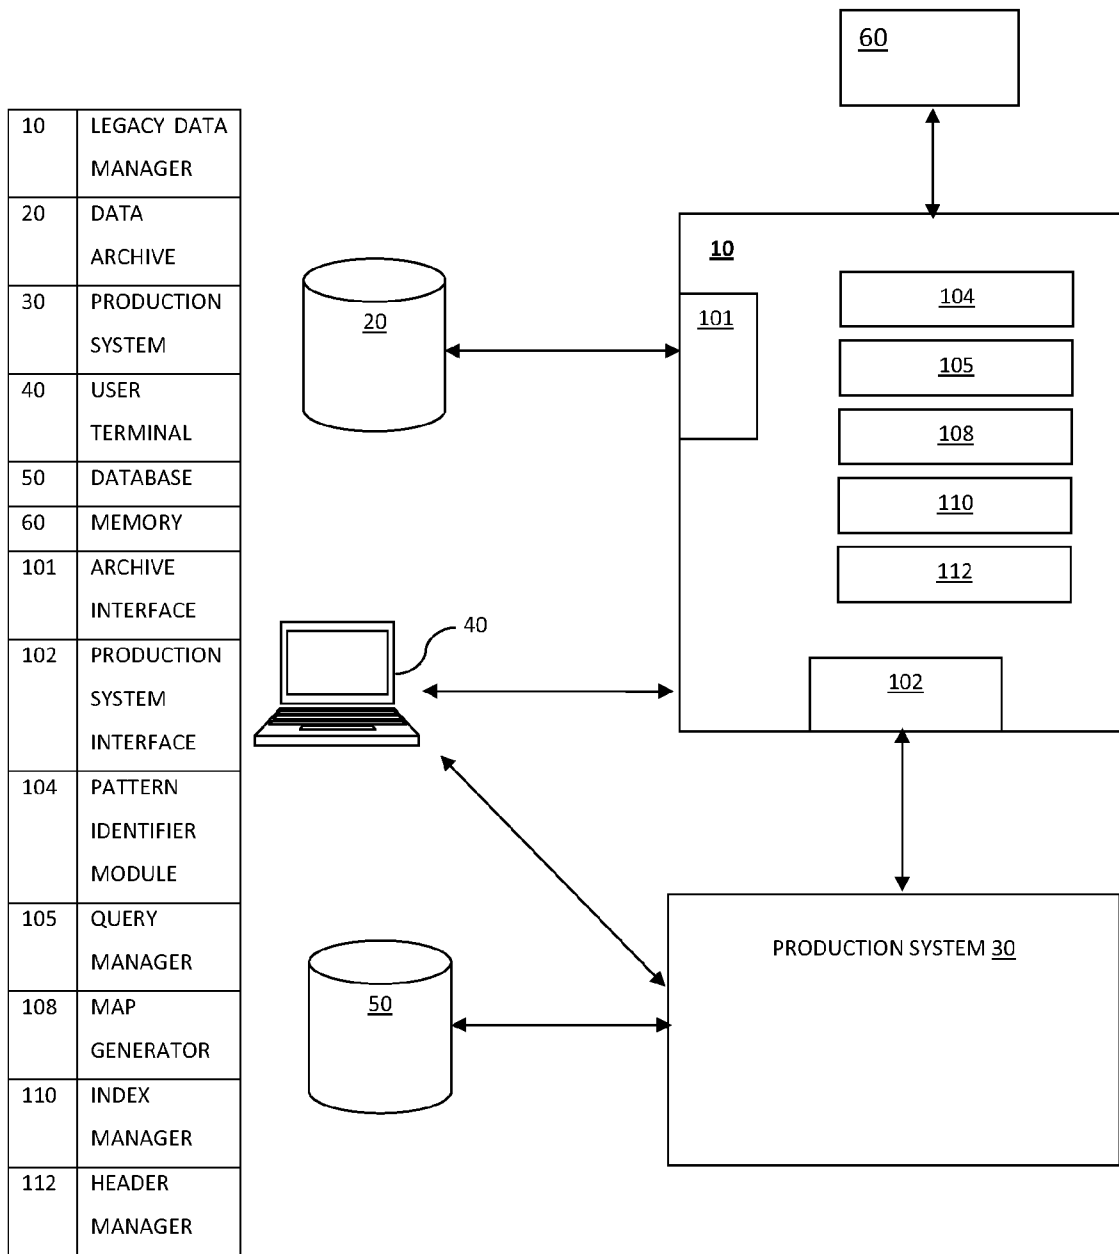 10 LEGACY DATA
MANAGER
20 DATA
ARCHIVE
30 PRODUCTION
SYSTEM
40 USER
TERMINAL
50 DATABASE
60 MEMORY
101 ARCHIVE
INTERFACE
102 PRODUCTION
SYSTEM
INTERFACE
104 PATTERN
IDENTIFIER
MODULE
105 QUERY
MANAGER
108 MAP
GENERATOR
110 INDEX
MANAGER
112 HEADER
MANAGER
60
10
101
104
105
108
110
112
102
20
40
50
PRODUCTION SYSTEM 30